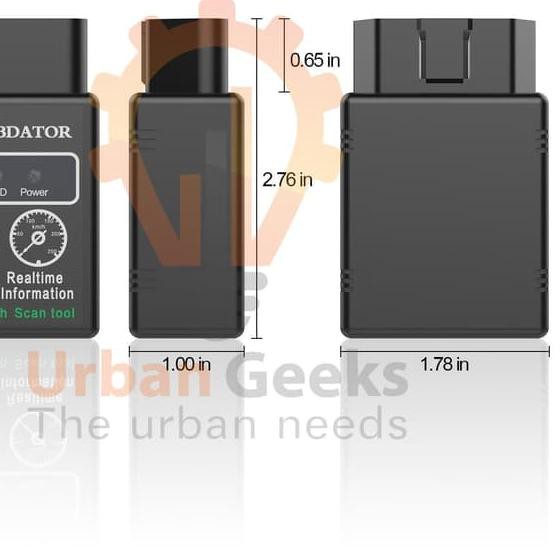 BDATOR
D Power
km/h
Realtime
Information
h Scan tool
0.65 in
2.76 in
1.00 in
1.78 in
Urban Geeks
The urban needs